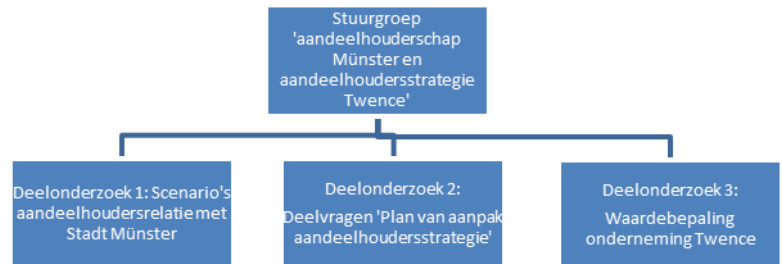 Stuurgroep
'aandeelhouderschap
Münster en
aandeelhoudersstrategie
Twence'
Deelonderzoek 1: Scenario's
aandeelhoudersrelatie met
Stadt Münster
Deelonderzoek 2:
Deelvragen 'Plan van aanpak
aandeelhoudersstrategie'
Deelonderzoek 3:
Waardebepaling
onderneming Twence